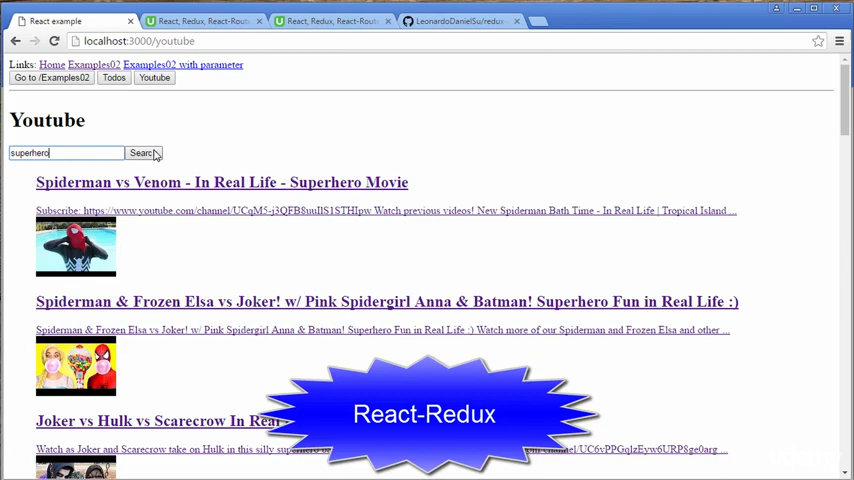 React example
React, Redux, React-Route
React, Redux, React-Route
LeonardoDanielSu/redux
localhost:3000/youtube
Links: Home Examples02 Examples02 with parameter
Go to /Examples02 Todos Youtube
Youtube
superhero Search
Spiderman vs Venom - In Real Life - Superhero Movie
Subscribe: https://www.youtube.com/channel/UCqM5-j3QFB8uuIlS1STHIpw Watch previous videos! New Spiderman Bath Time - In Real Life | Tropical Island ...
Spiderman & Frozen Elsa vs Joker! w/ Pink Spidergirl Anna & Batman! Superhero Fun in Real Life :)
Spiderman & Frozen Elsa vs Joker! w/ Pink Spidergirl Anna & Batman! Superhero Fun in Real Life :) Watch more of our Spiderman and Frozen Elsa and other ...
Joker vs Hulk vs Scarecrow In Real
React-Redux
Watch as Joker and Scarecrow take on Hulk in this silly superhero channel/UC6vPPGqlzEyw6URP8ge0arg ...